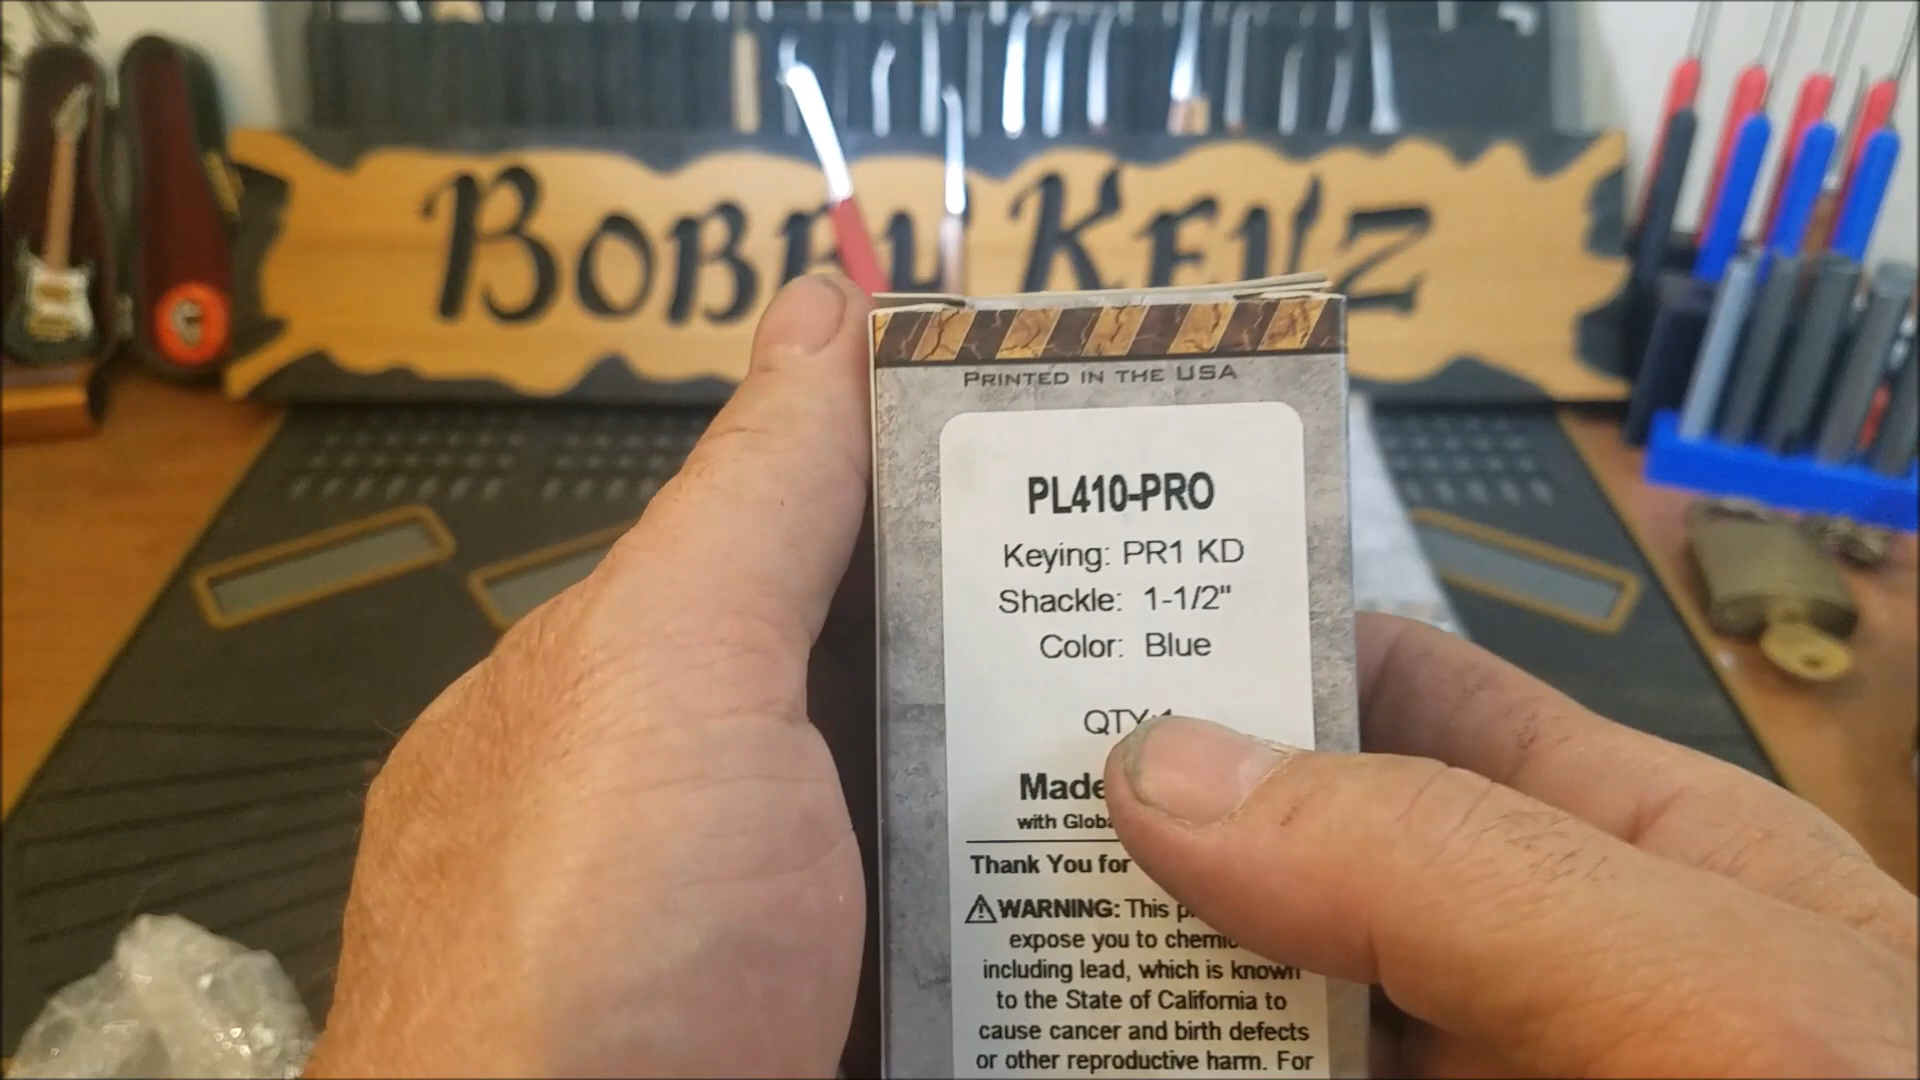 BOBBY KEYZ
PRINTED IN THE USA
PL410-PRO
Keying: PR1 KD
Shackle: 1-1/2"
Color: Blue
QTY:1
Made
with
Thank You for
WARNING: This
expose you to
including lead, which is known
to the State of California to
cause cancer and birth defects
or other reproductive harm. For